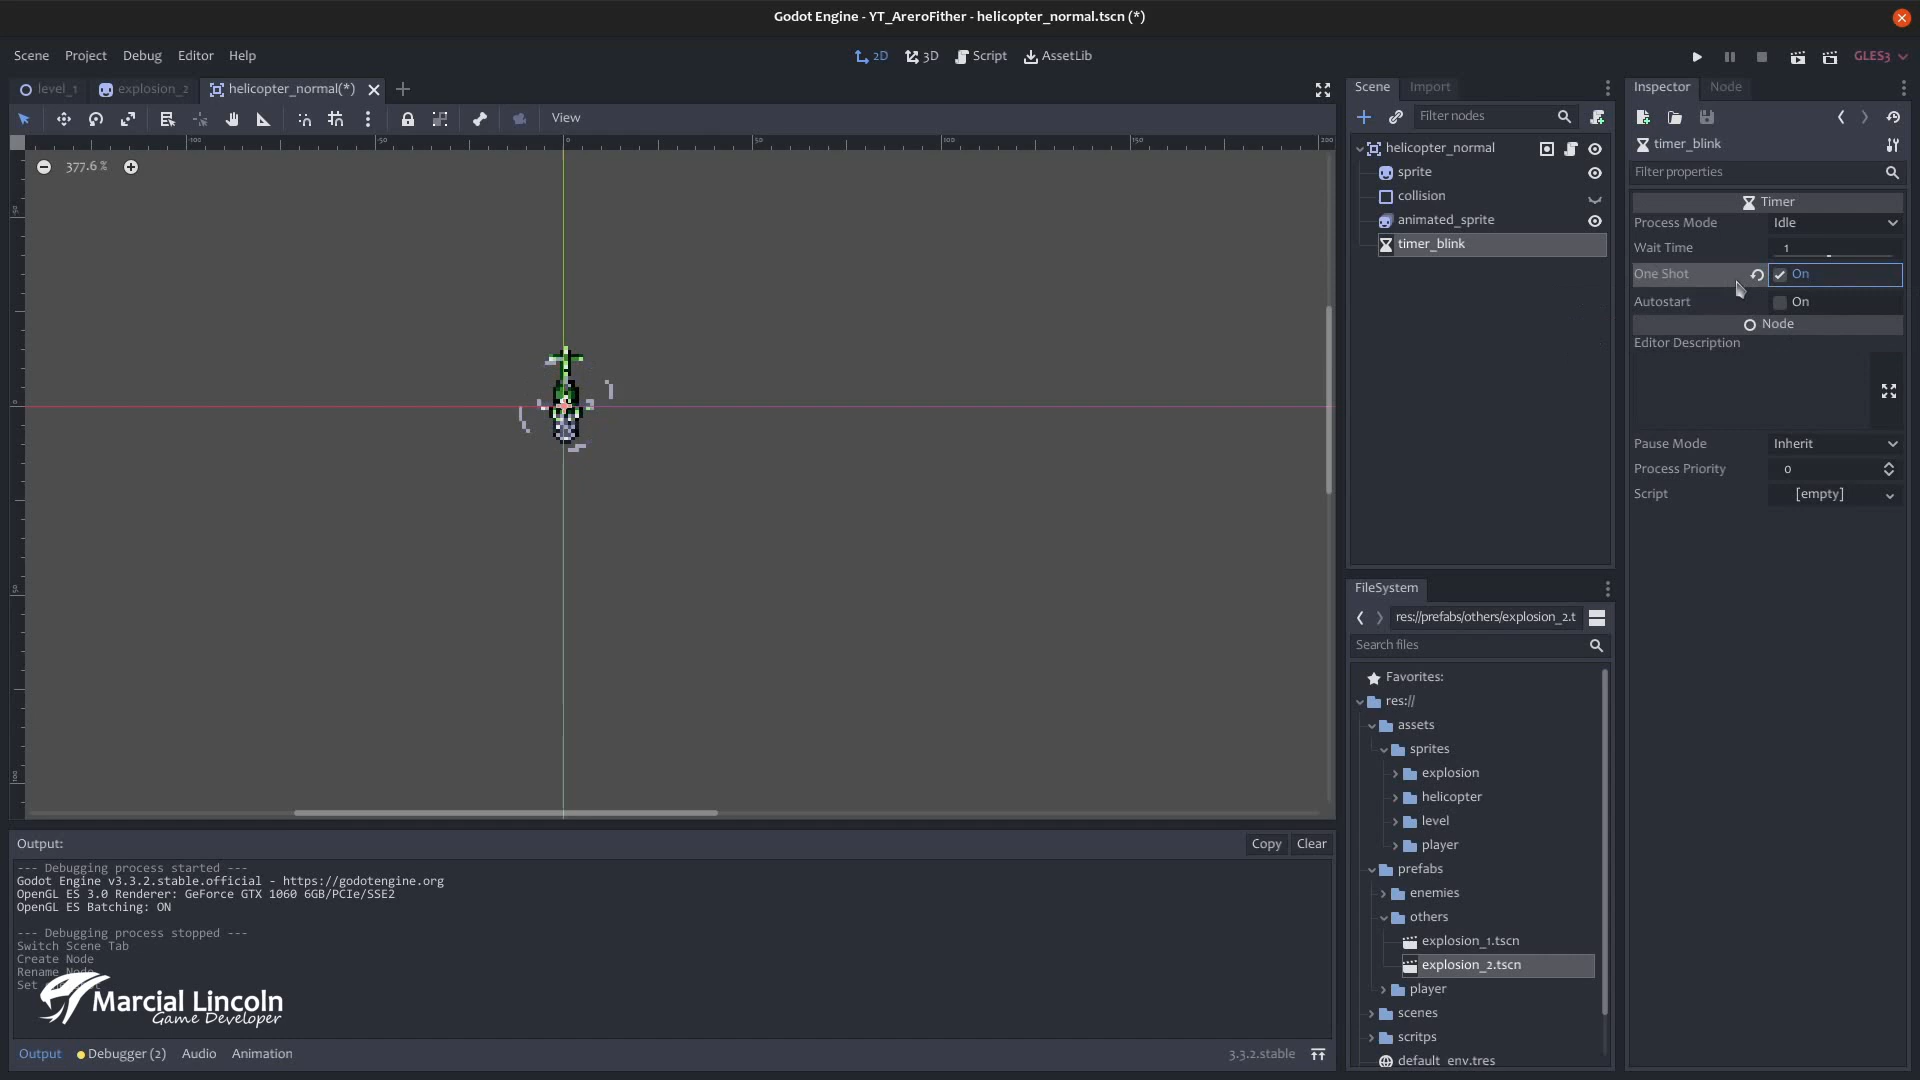 Godot Engine - YT_AreroFither - helicopter_normal.tscn (*)
Scene Project Debug Editor Help
2D 3D Script AssetLib
GLES3
level_1 explosion_2 helicopter_normal(*)
View
377.6 %
Scene Import
Filter nodes
helicopter_normal
sprite
collision
animated_sprite
timer_blink
FileSystem
res://prefabs/others/explosion_2.t
Search files
Favorites:
res://
assets
sprites
explosion
helicopter
level
player
prefabs
enemies
others
explosion_1.tscn
explosion_2.tscn
player
scenes
scritps
default_env.tres
Inspector Node
timer_blink
Filter properties
Timer
Process Mode Idle
Wait Time 1
One Shot On
Autostart On
Node
Editor Description
Pause Mode Inherit
Process Priority 0
Script [empty]
Output: Copy Clear
--- Debugging process started ---
Godot Engine v3.3.2.stable.official - https://godotengine.org
OpenGL ES 3.0 Renderer: GeForce GTX 1060 6GB/PCIe/SSE2
OpenGL ES Batching: ON
--- Debugging process stopped ---
Switch Scene Tab
Create Node
Rename Node
Set
Marcial Lincoln
Game Developer
Output Debugger (2) Audio Animation
3.3.2.stable